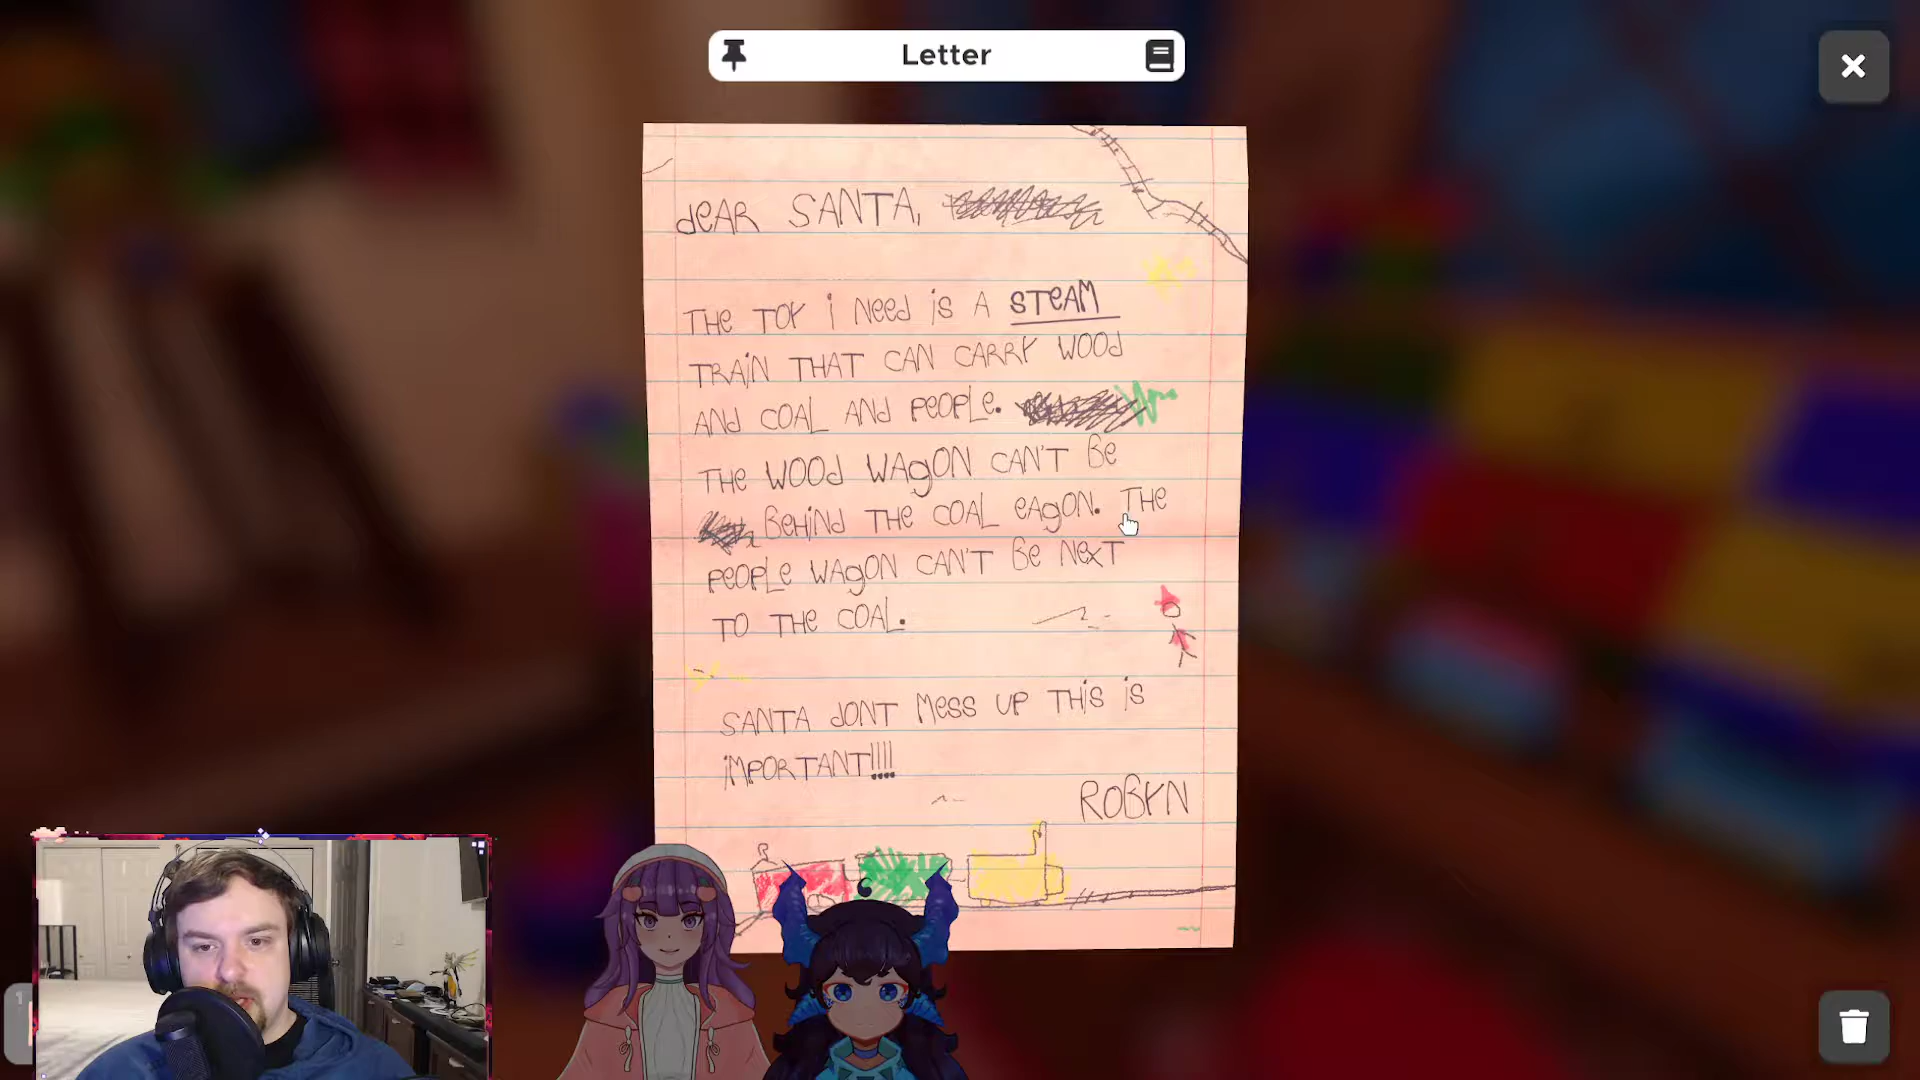 Letter
dEAR SANTA,
THE TOY i NEEd iS A STEAM
TRAiN THAT CAN CARRY WOOd
ANd COAL ANd PEOPLE.
THE WOOd WAgON CAN'T BE
BEHiNd THE COAL EAgON. THE
PEOPLE WAgON CAN'T BE NEXT
TO THE COAL.
SANTA dONT MESS UP THiS iS
iMPORTANT!!!!
ROBYN
1